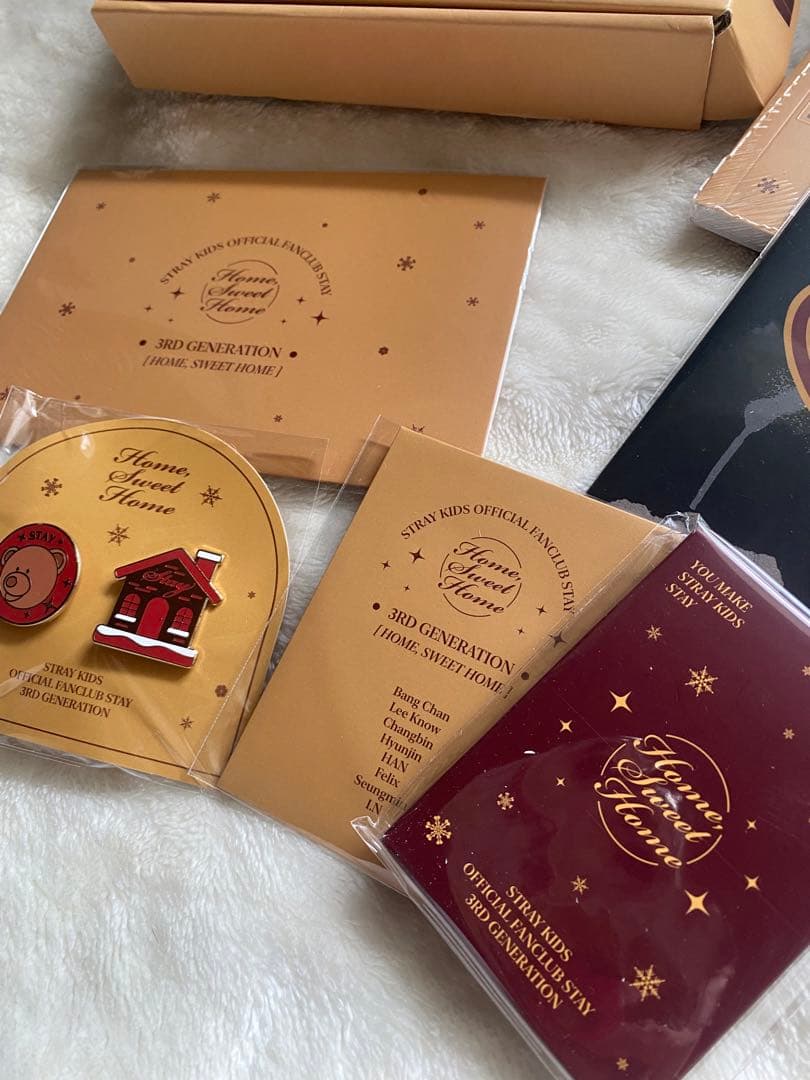 STRAY KIDS OFFICIAL FANCLUB STAY
Home,
Sweet
Home
3RD GENERATION
[ HOME, SWEET HOME ]
Home,
Sweet
Home
STAY
Stay
STRAY KIDS
OFFICIAL FANCLUB STAY
3RD GENERATION
STRAY KIDS OFFICIAL FANCLUB STAY
Home,
Sweet
Home
3RD GENERATION
[ HOME, SWEET HOME ]
Bang Chan
Lee Know
Changbin
Hyunjin
HAN
Felix
Seungmin
I.N
YOU MAKE
STRAY KIDS
STAY
Home,
Sweet
Home
STRAY KIDS
OFFICIAL FANCLUB STAY
3RD GENERATION